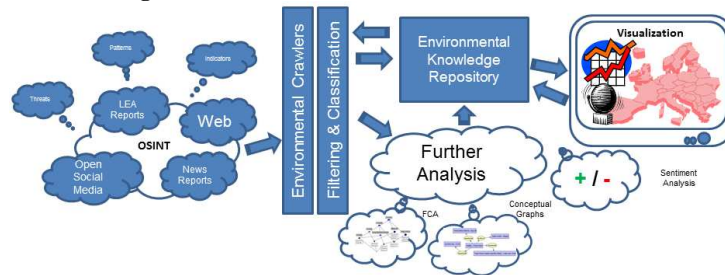 Patterns
Indicators
Threats
LEA
Reports
Web
OSINT
Open
Social
Media
News
Reports
Environmental Crawlers
Filtering & Classification
Environmental
Knowledge
Repository
Visualization
Further
Analysis
+ / -
Sentiment
Analysis
FCA
Conceptual
Graphs